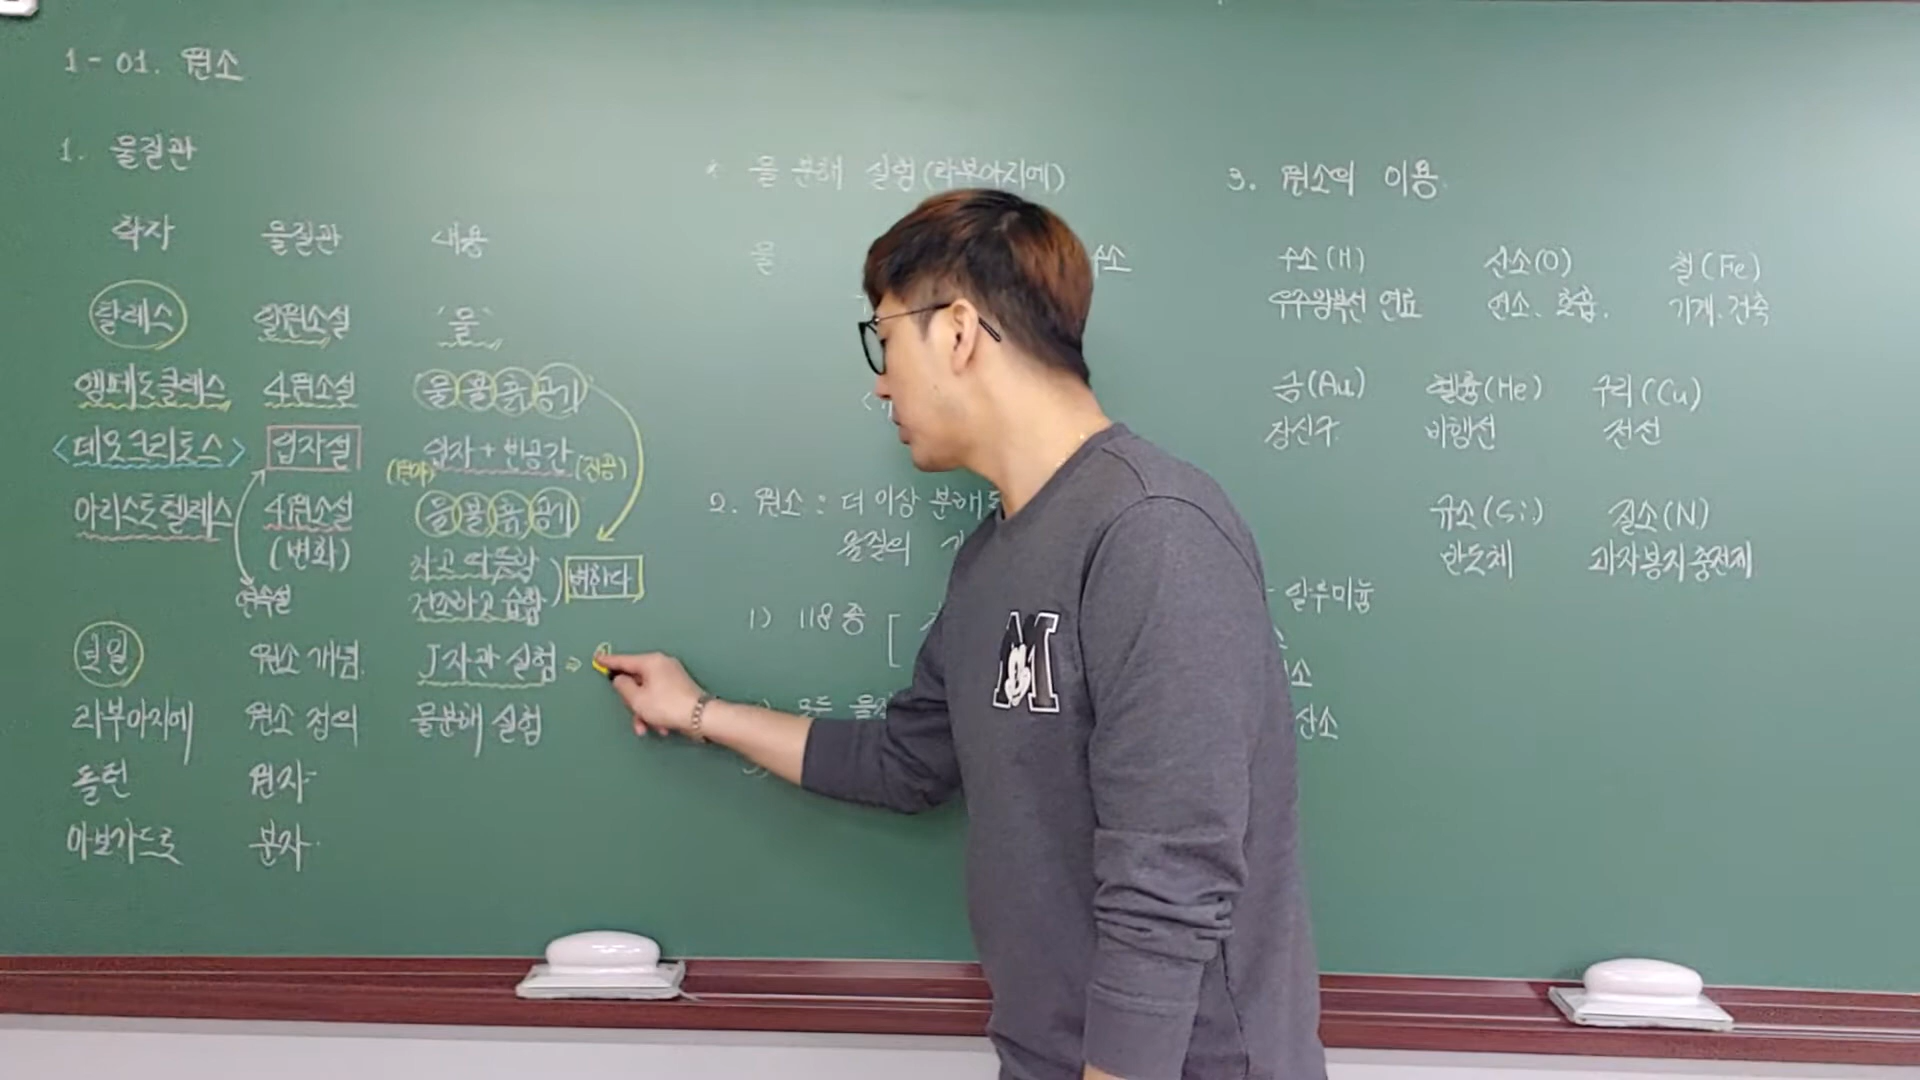 1-01. 원소
1. 물질관
학자 물질관 내용
탈레스 일원소설 '물'
엠페도클레스 4원소설 물 불 흙 공기
<데모크리토스> 입자설 입자 + 빈공간 (진공)
(원자)
아리스토텔레스 4원소설 물 불 흙 공기
(변화) 차고 따뜻함
변한다
연속설 건조하고 습함
보일 원소 개념. J자관 실험 ⇒
라부아지에 원소 정의 물분해 실험
돌턴 원자
아보가드로 분자
* 물 분해 실험 (라부아지에)
물 수소
2. 원소 : 더 이상 분해
물질의
1) 118종 [
알루미늄
소
2) 모든 물질
산소
3)
3. 원소의 이용.
수소(H) 산소(O) 철(Fe)
우주왕복선 연료 연소. 호흡. 기계. 건축
금(Au) 헬륨(He) 구리(Cu)
장신구. 비행선 전선
규소(Si) 질소(N)
반도체 과자봉지 충전제
M